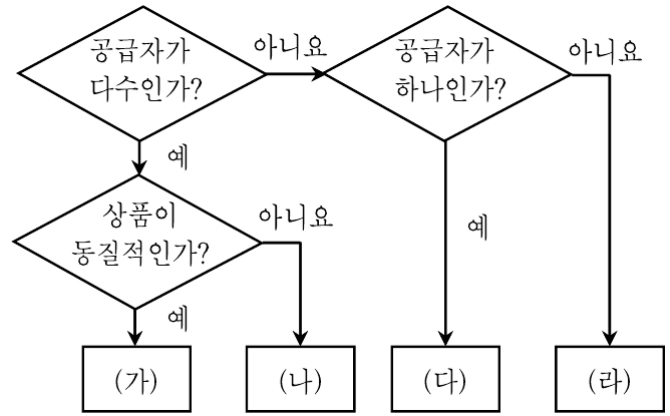 공급자가
다수인가?
아니요
공급자가
하나인가?
아니요
예
상품이
동질적인가?
아니요
예
예
(가)
(나)
(다)
(라)